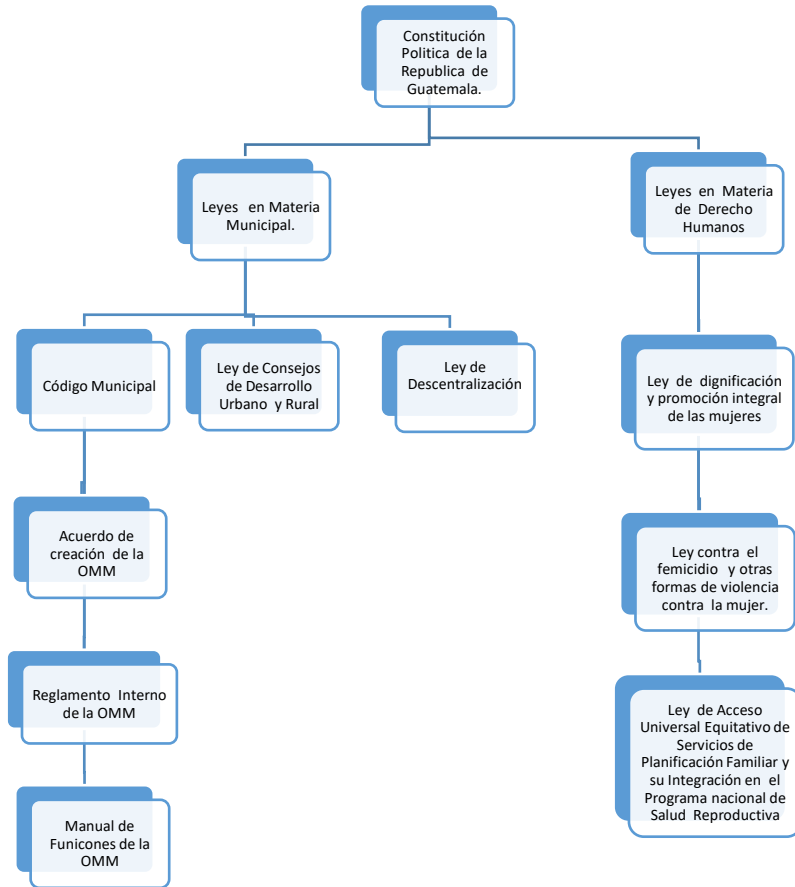 Constitución
Politica de la
Republica de
Guatemala.
Leyes en Materia
Municipal.
Leyes en Materia
de Derecho
Humanos
Código Municipal
Ley de Consejos
de Desarrollo
Urbano y Rural
Ley de
Descentralización
Ley de dignificación
y promoción integral
de las mujeres
Acuerdo de
creación de la
OMM
Ley contra el
femicidio y otras
formas de violencia
contra la mujer.
Reglamento Interno
de la OMM
Ley de Acceso
Universal Equitativo de
Servicios de
Planificación Familiar y
su Integración en el
Programa nacional de
Salud Reproductiva
Manual de
Funicones de la
OMM